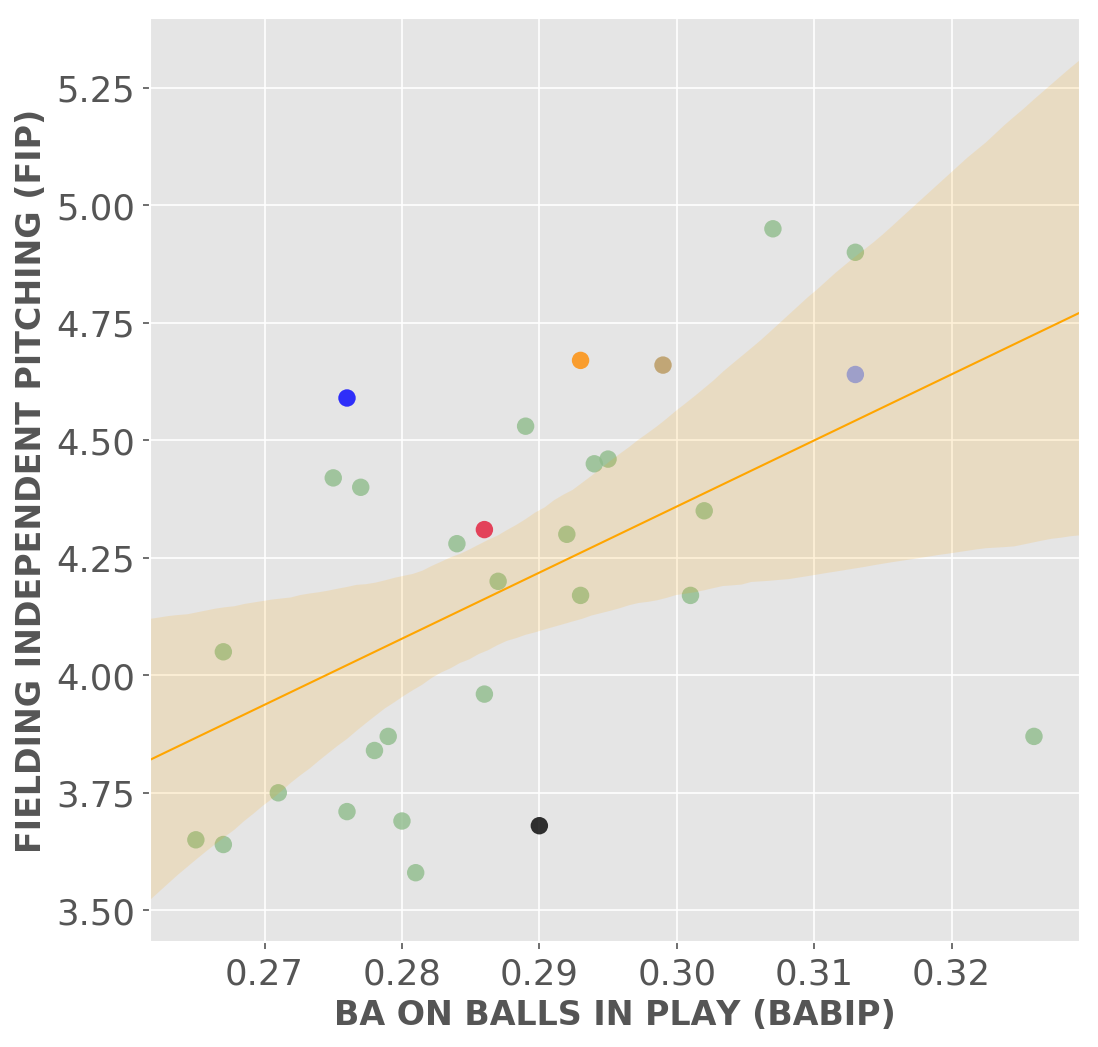 5.25
5.00
4.75
4.50
4.25
4.00
3.75
3.50
FIELDING INDEPENDENT PITCHING (FIP)
0.27 0.28 0.29 0.30 0.31 0.32
BA ON BALLS IN PLAY (BABIP)